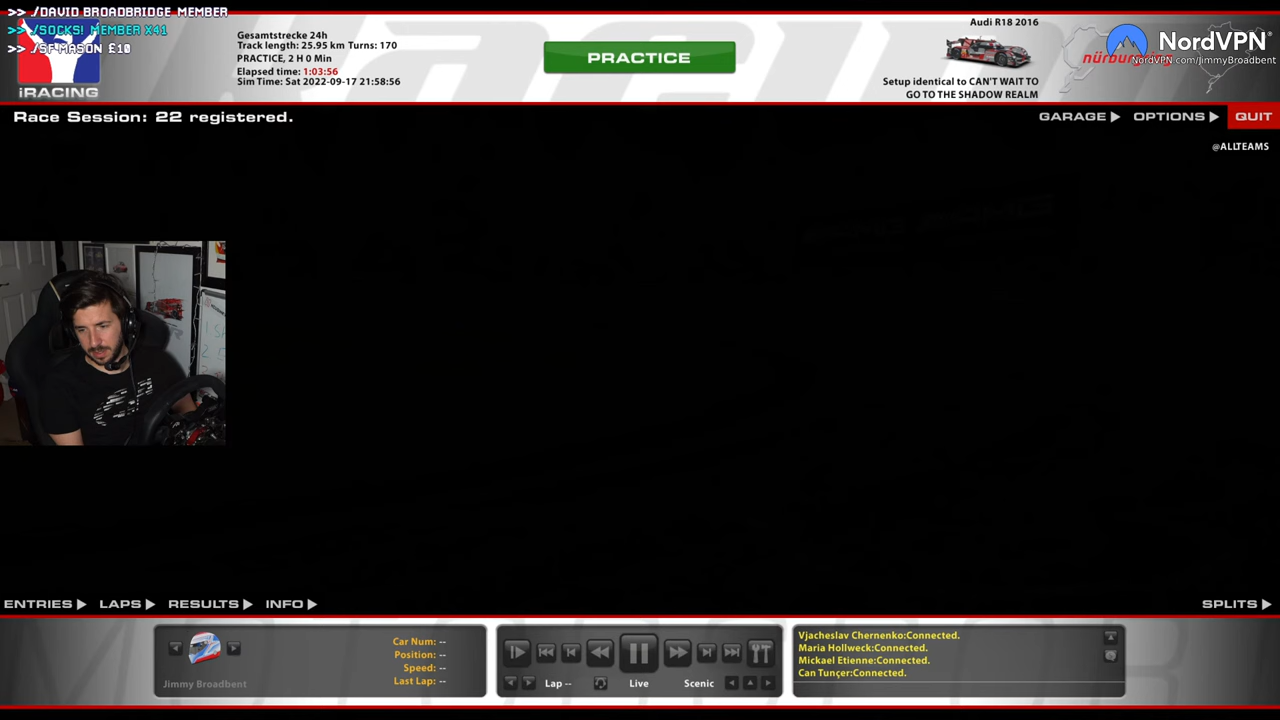 >> /DAVID BROADBRIDGE MEMBER
>> /SOCKS! MEMBER X41
>> /SF MASON £10
iRACING
Gesamtstrecke 24h
Track length: 25.95 km Turns: 170
PRACTICE, 2 H 0 Min
Elapsed time: 1:03:56
Sim Time: Sat 2022-09-17 21:58:56
PRACTICE
Audi R18 2016
Setup identical to CAN'T WAIT TO
GO TO THE SHADOW REALM
NordVPN®
NordVPN.com/JimmyBroadbent
Race Session: 22 registered.
GARAGE
OPTIONS
QUIT
@ALLTEAMS
ENTRIES
LAPS
RESULTS
INFO
SPLITS
Jimmy Broadbent
Car Num: --
Position: --
Speed: --
Last Lap: --
Lap --
Live
Scenic
Vjacheslav Chernenko:Connected.
Maria Hollweck:Connected.
Mickael Etienne:Connected.
Can Tunçer:Connected.